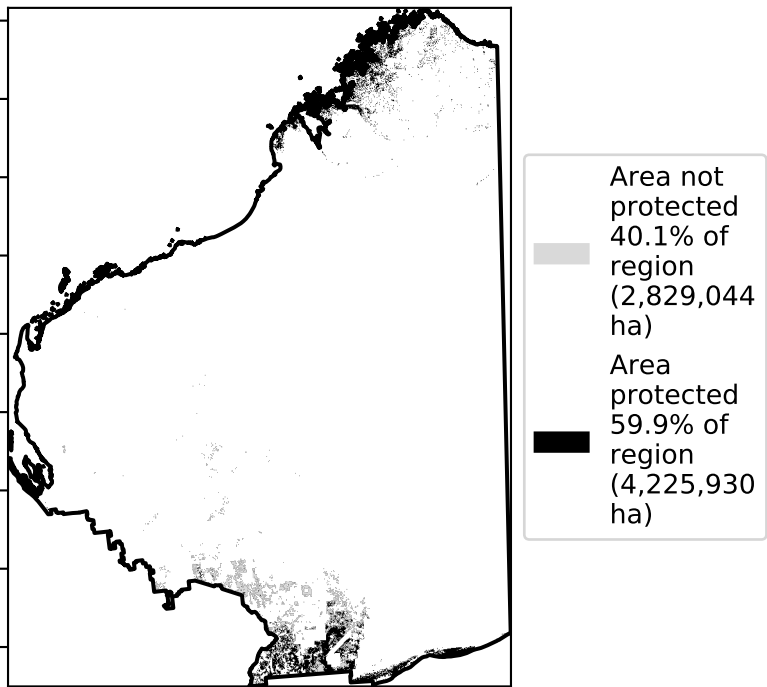 Area not
protected
40.1% of
region
(2,829,044
ha)
Area
protected
59.9% of
region
(4,225,930
ha)